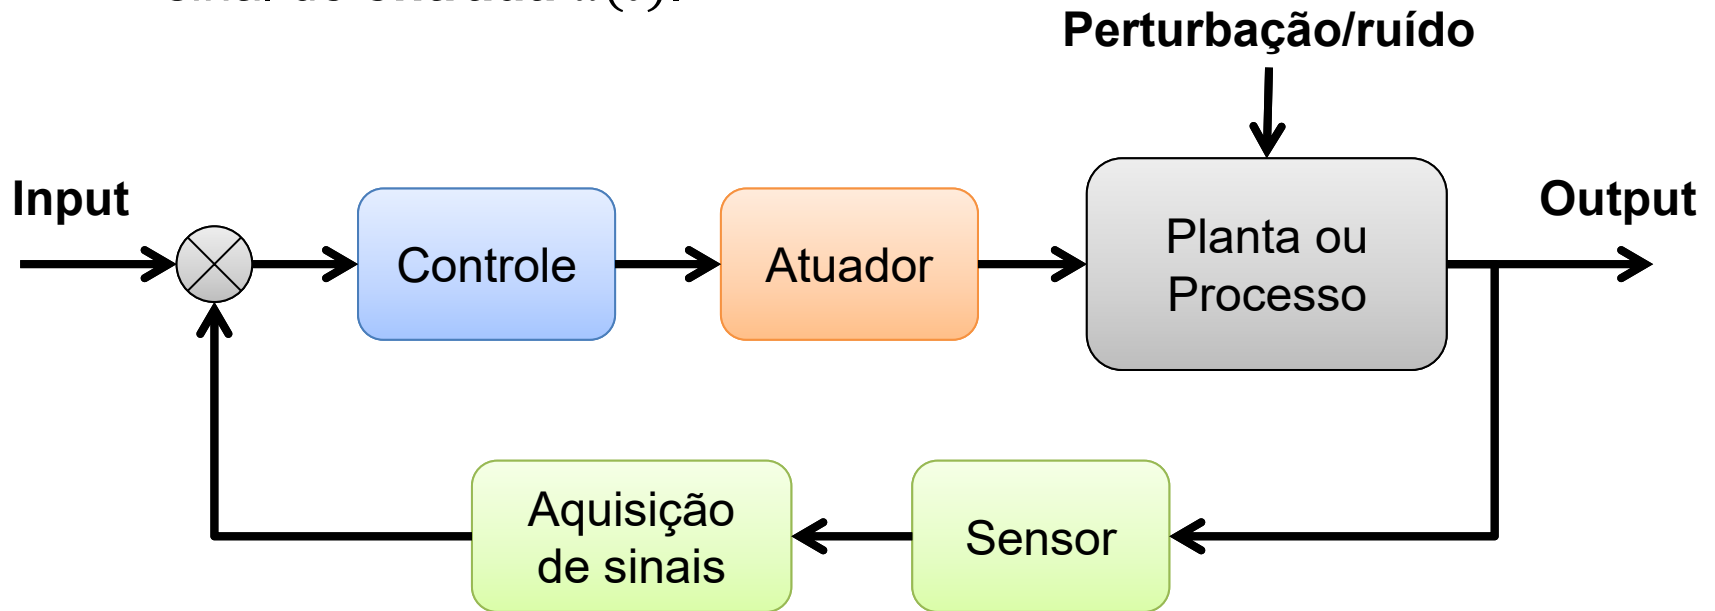 Perturbação/ruído
Input
Controle
Atuador
Planta ou
Processo
Output
Aquisição
de sinais
Sensor